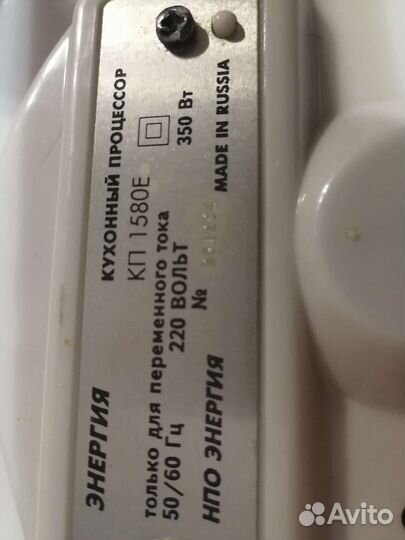 ЭНЕРГИЯ
КУХОННЫЙ ПРОЦЕССОР
КП 1580Е
350 Вт
только для переменного тока
220 ВОЛЬТ
50/60 Гц
№
НПО ЭНЕРГИЯ
MADE IN RUSSIA
Avito